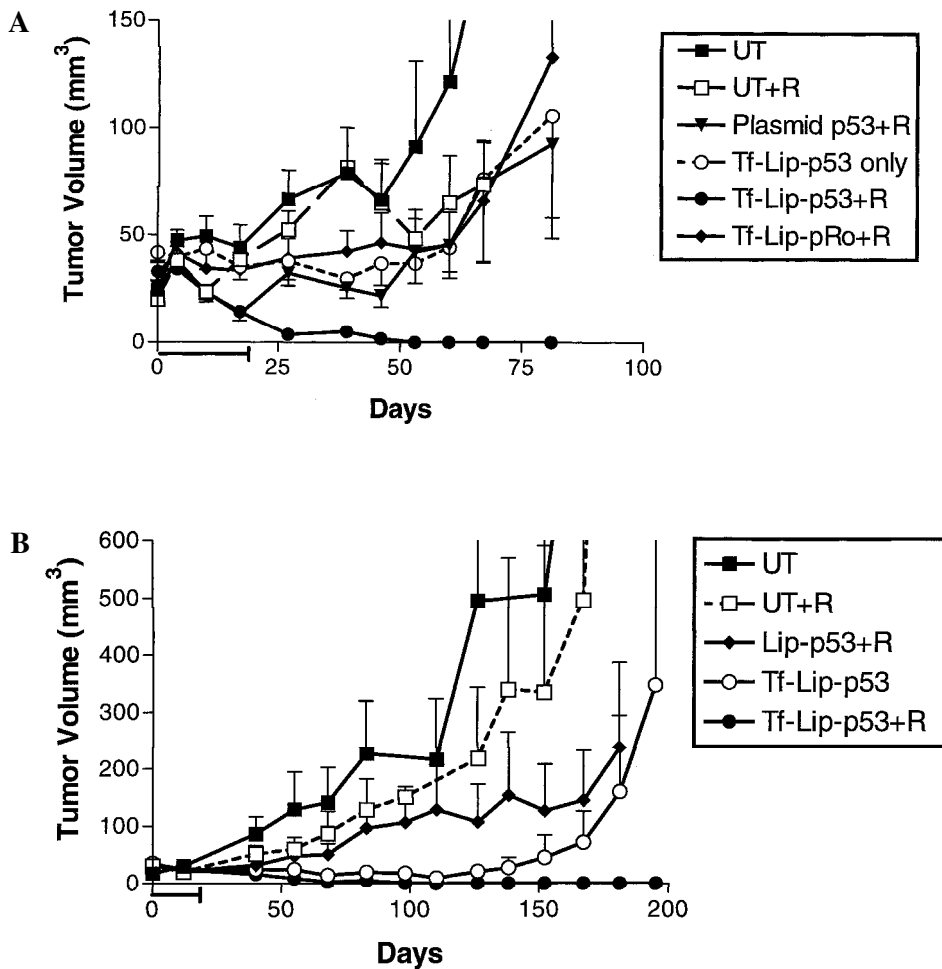 A
Tumor Volume (mm³)
150
100
50
0
0 25 50 75 100
Days
UT
UT+R
Plasmid p53+R
Tf-Lip-p53 only
Tf-Lip-p53+R
Tf-Lip-pRo+R
B
Tumor Volume (mm³)
600
500
400
300
200
100
0
0 50 100 150 200
Days
UT
UT+R
Lip-p53+R
Tf-Lip-p53
Tf-Lip-p53+R